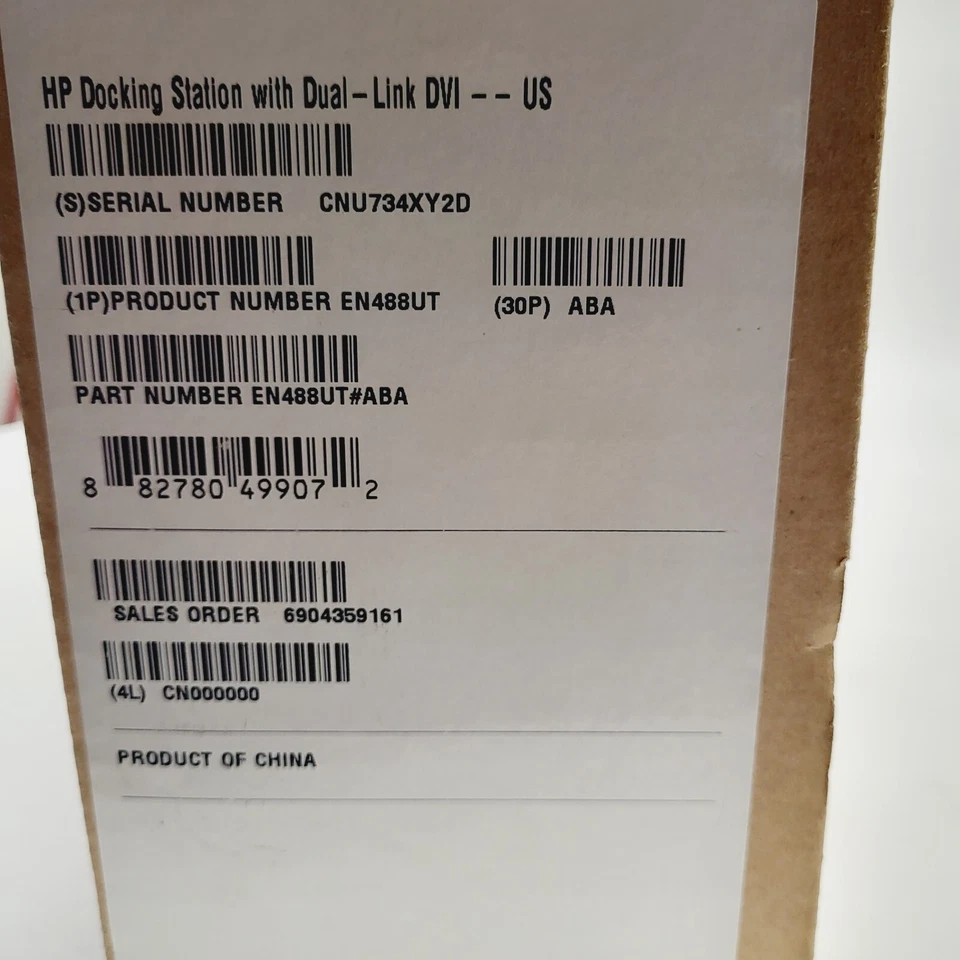 HP Docking Station with Dual-Link DVI -- US
(S)SERIAL NUMBER CNU734XY2D
(1P)PRODUCT NUMBER EN488UT (30P) ABA
PART NUMBER EN488UT#ABA
8 82780 49907 2
SALES ORDER 6904359161
(4L) CN000000
PRODUCT OF CHINA